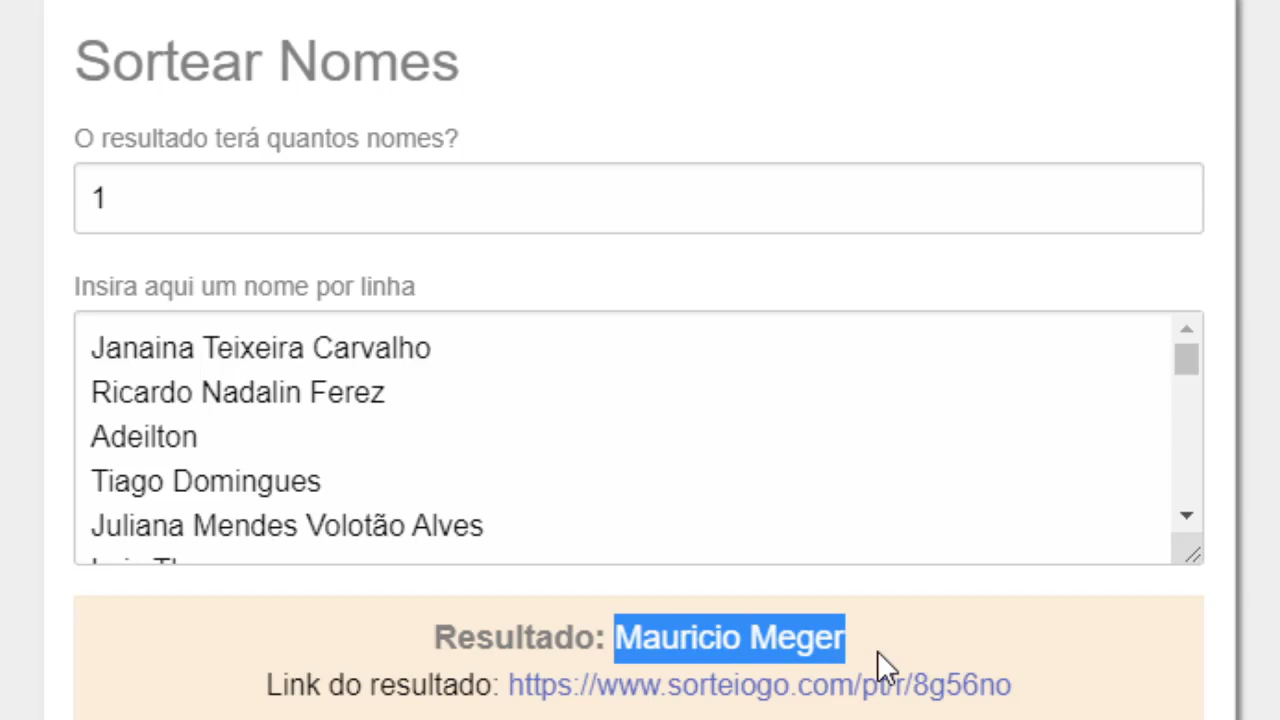 Sortear Nomes
O resultado terá quantos nomes?
1
Insira aqui um nome por linha
Janaina Teixeira Carvalho
Ricardo Nadalin Ferez
Adeilton
Tiago Domingues
Juliana Mendes Volotão Alves
Resultado: Mauricio Meger
Link do resultado: https://www.sorteiogo.com/pt/r/8g56no